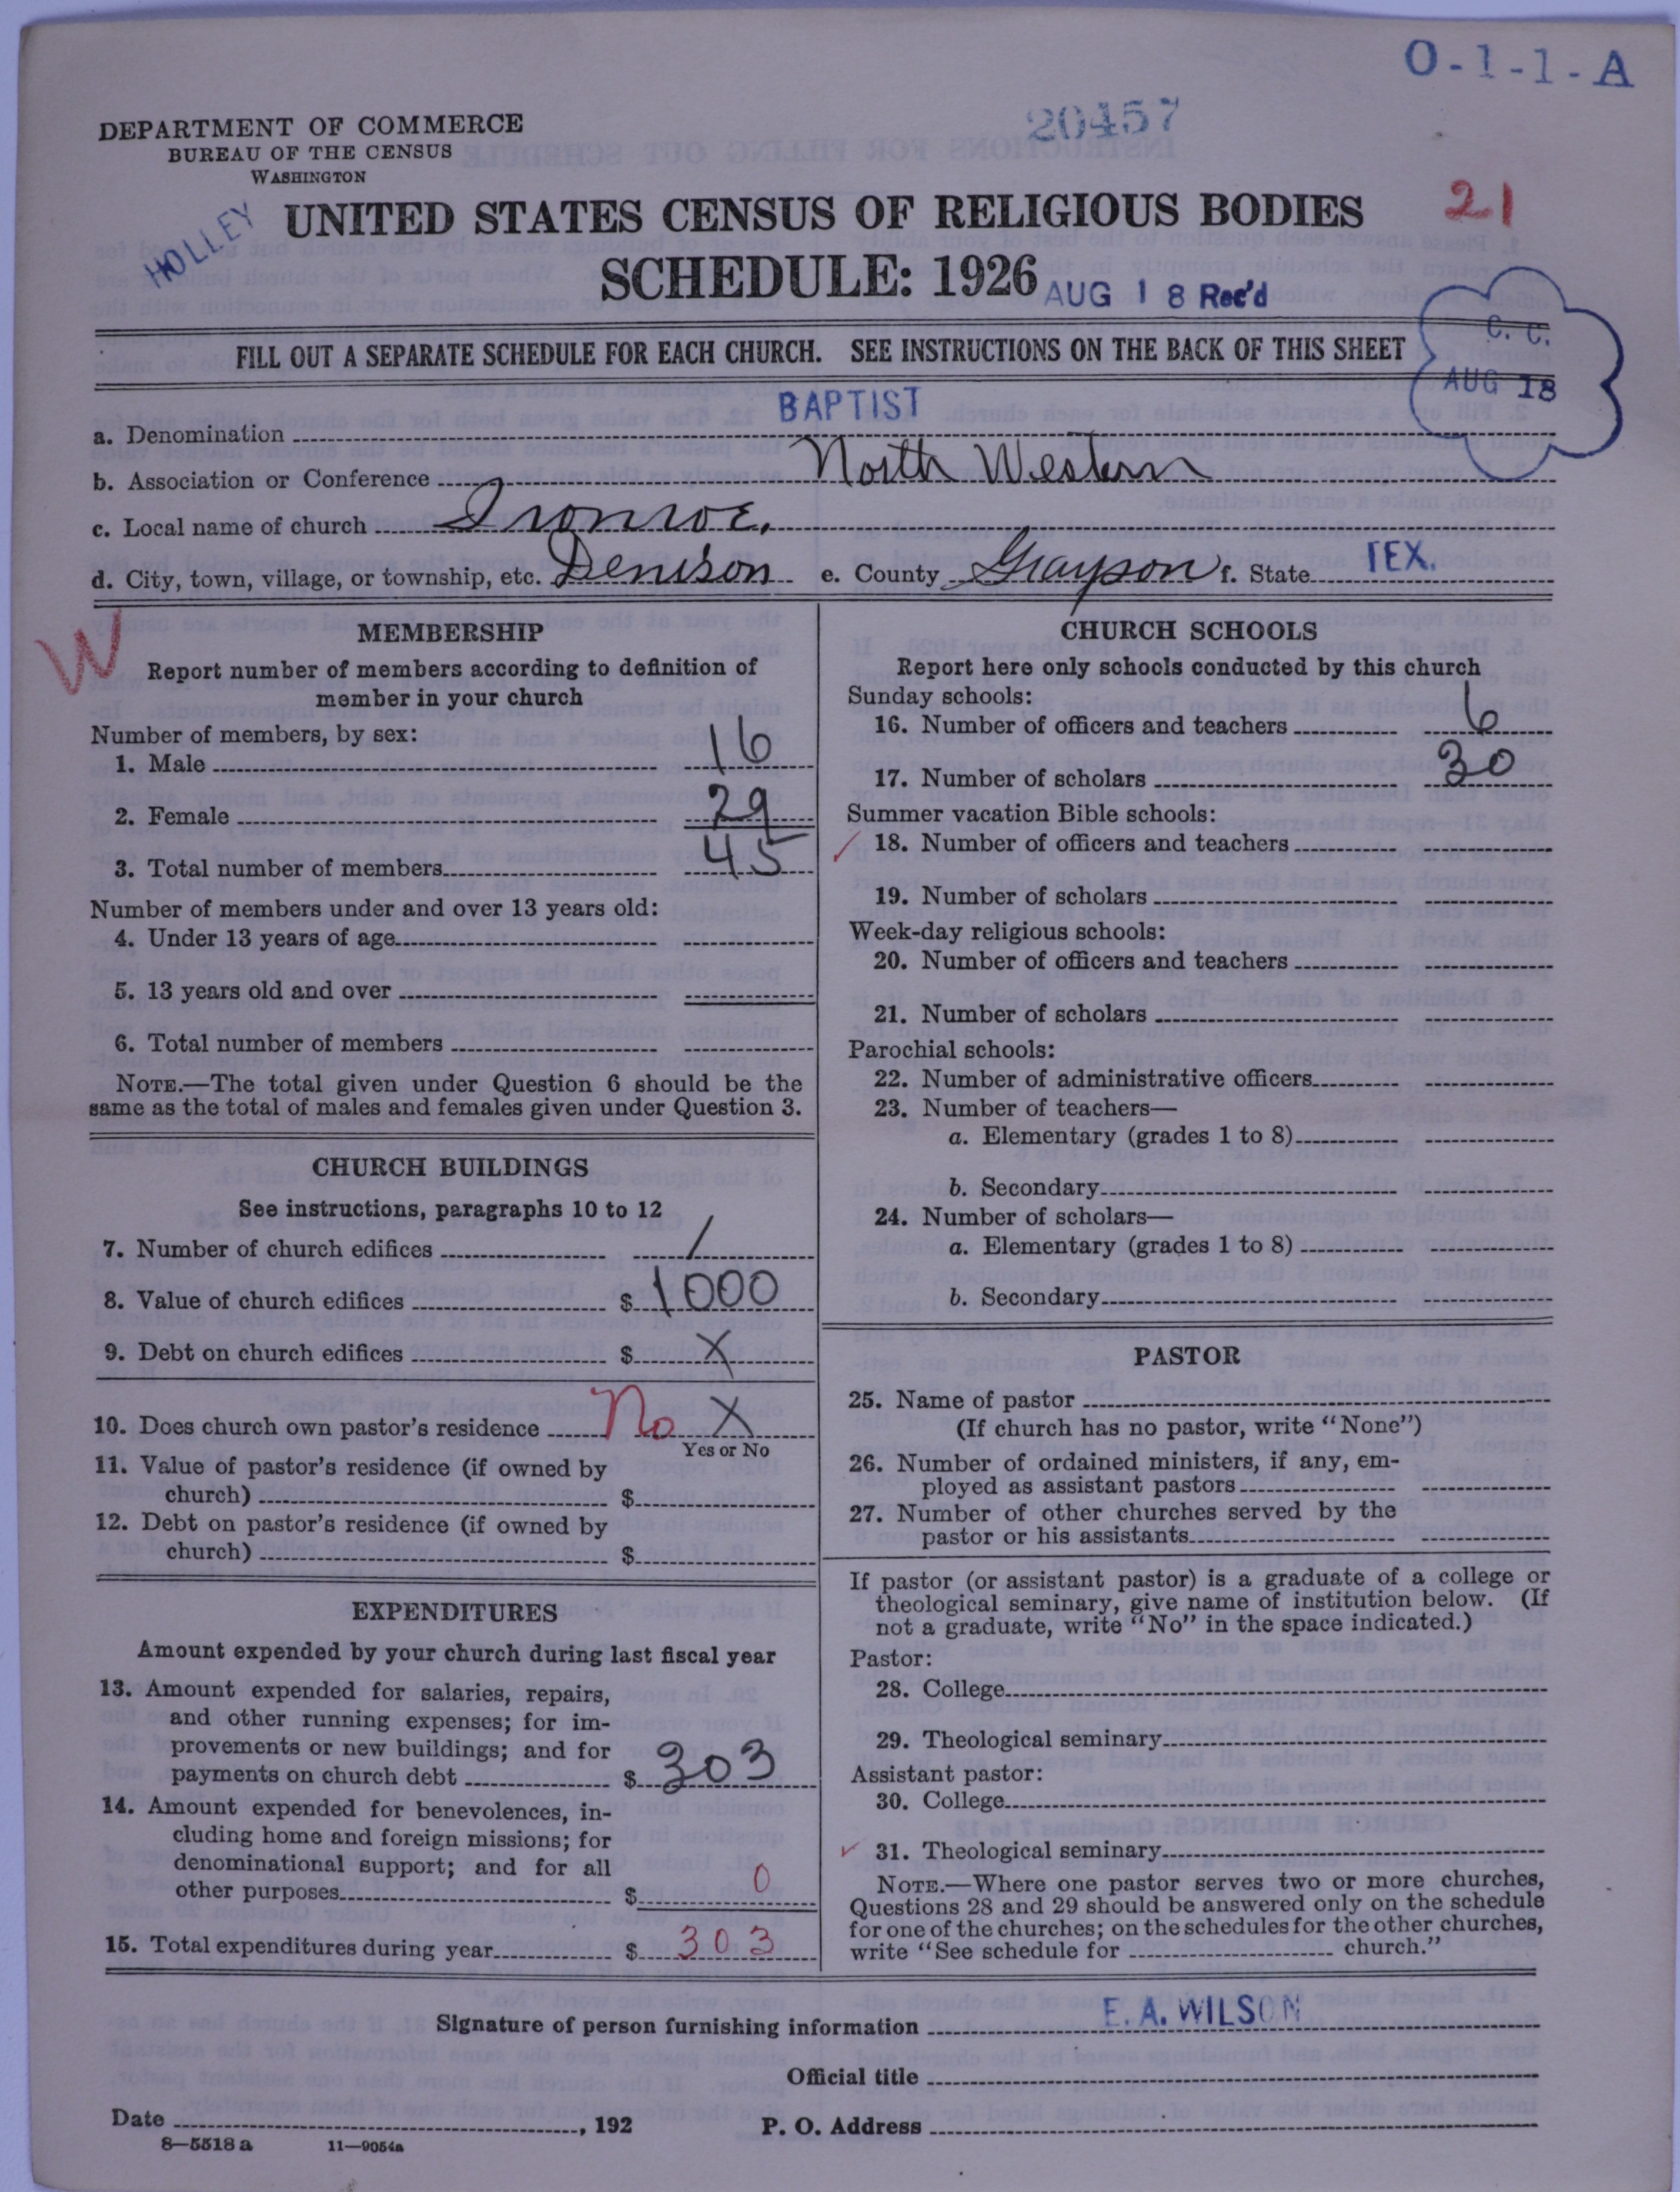 O-1-1-A
20457
DEPARTMENT OF COMMERCE
BUREAU OF THE CENSUS
WASHINGTON
HOLLEY
21
UNITED STATES CENSUS OF RELIGIOUS BODIES
SCHEDULE: 1926
AUG 18 Rec'd
C. C.
AUG 18
FILL OUT A SEPARATE SCHEDULE FOR EACH CHURCH. SEE INSTRUCTIONS ON THE BACK OF THIS SHEET
a. Denomination BAPTIST
b. Association or Conference North Western
c. Local name of church
d. City, town, village, or township, etc. Denison e. County Grayson f. State TEX.
W
MEMBERSHIP
Report number of members according to definition of
member in your church
Number of members, by sex:
1. Male 16
2. Female 29
3. Total number of members 45
Number of members under and over 13 years old:
4. Under 13 years of age
5. 13 years old and over
6. Total number of members
NOTE.—The total given under Question 6 should be the
same as the total of males and females given under Question 3.
CHURCH BUILDINGS
See instructions, paragraphs 10 to 12
7. Number of church edifices 1
8. Value of church edifices $ 1000
9. Debt on church edifices $ X
10. Does church own pastor's residence No X
Yes or No
11. Value of pastor's residence (if owned by
church) $
12. Debt on pastor's residence (if owned by
church) $
EXPENDITURES
Amount expended by your church during last fiscal year
13. Amount expended for salaries, repairs,
and other running expenses; for im-
provements or new buildings; and for
payments on church debt $ 303
14. Amount expended for benevolences, in-
cluding home and foreign missions; for
denominational support; and for all
other purposes $ 0
15. Total expenditures during year $ 303
CHURCH SCHOOLS
Report here only schools conducted by this church
Sunday schools:
16. Number of officers and teachers 6
17. Number of scholars 30
Summer vacation Bible schools:
18. Number of officers and teachers
19. Number of scholars
Week-day religious schools:
20. Number of officers and teachers
21. Number of scholars
Parochial schools:
22. Number of administrative officers
23. Number of teachers—
a. Elementary (grades 1 to 8)
b. Secondary
24. Number of scholars—
a. Elementary (grades 1 to 8)
b. Secondary
PASTOR
25. Name of pastor
(If church has no pastor, write "None")
26. Number of ordained ministers, if any, em-
ployed as assistant pastors
27. Number of other churches served by the
pastor or his assistants
If pastor (or assistant pastor) is a graduate of a college or
theological seminary, give name of institution below. (If
not a graduate, write "No" in the space indicated.)
Pastor:
28. College
29. Theological seminary
Assistant pastor:
30. College
31. Theological seminary
NOTE.—Where one pastor serves two or more churches,
Questions 28 and 29 should be answered only on the schedule
for one of the churches; on the schedules for the other churches,
write "See schedule for church."
Signature of person furnishing information E. A. WILSON
Official title
Date , 192 P. O. Address
8—5518 a 11—9054a